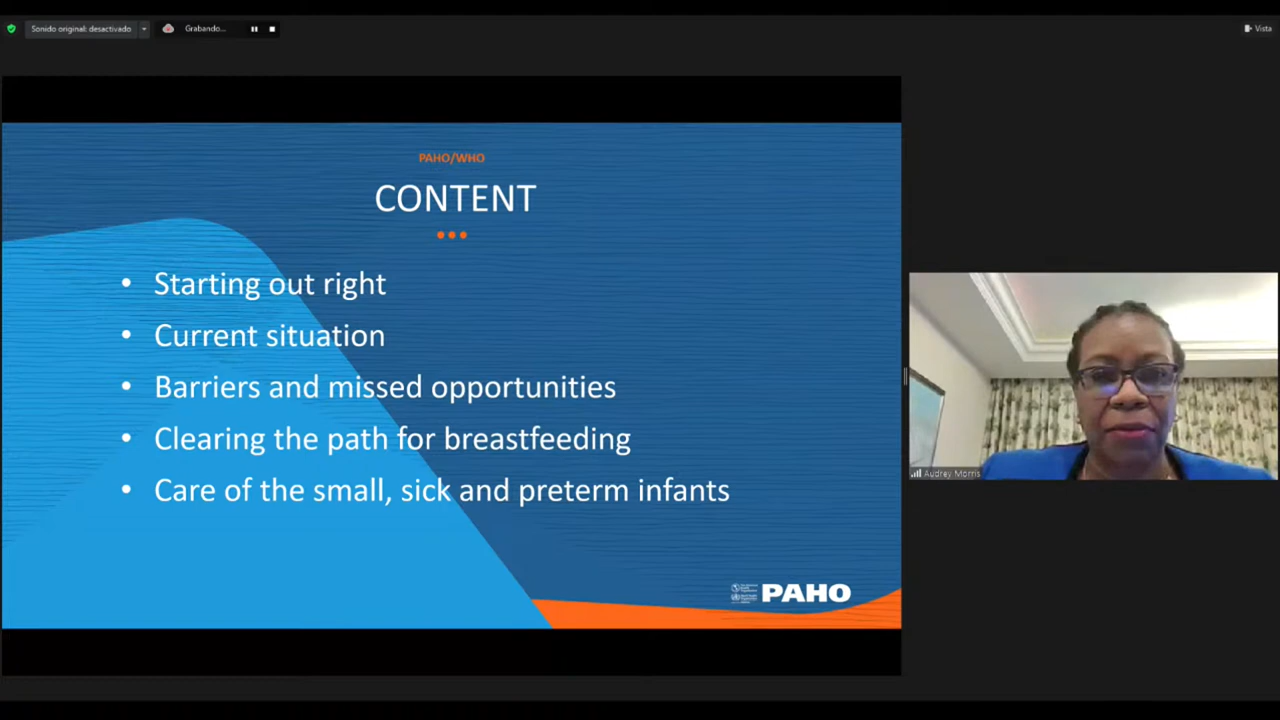 Sonido original: desactivado
Grabando...
Vista
PAHO/WHO
CONTENT
• Starting out right
• Current situation
• Barriers and missed opportunities
• Clearing the path for breastfeeding
• Care of the small, sick and preterm infants
PAHO
Audrey Morris